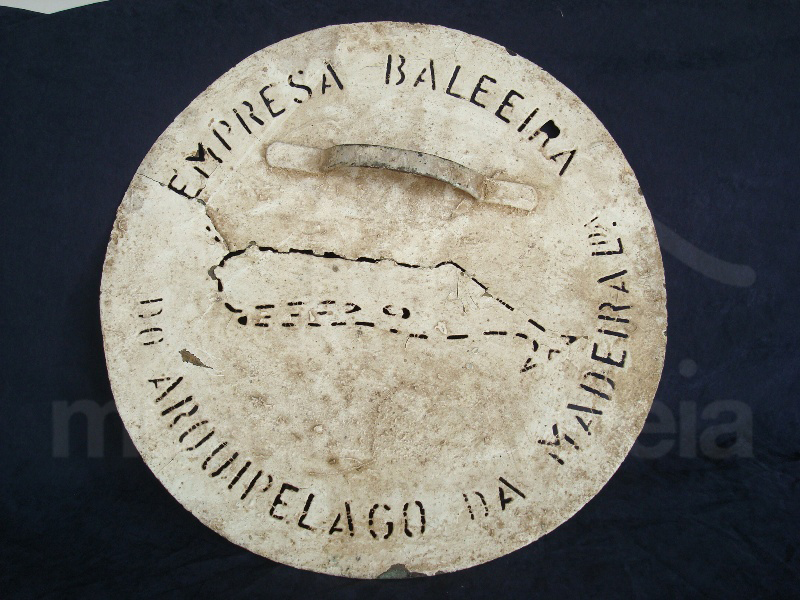 EMPRESA BALEEIRA
DO ARQUIPELAGO DA MADEIRA LDA